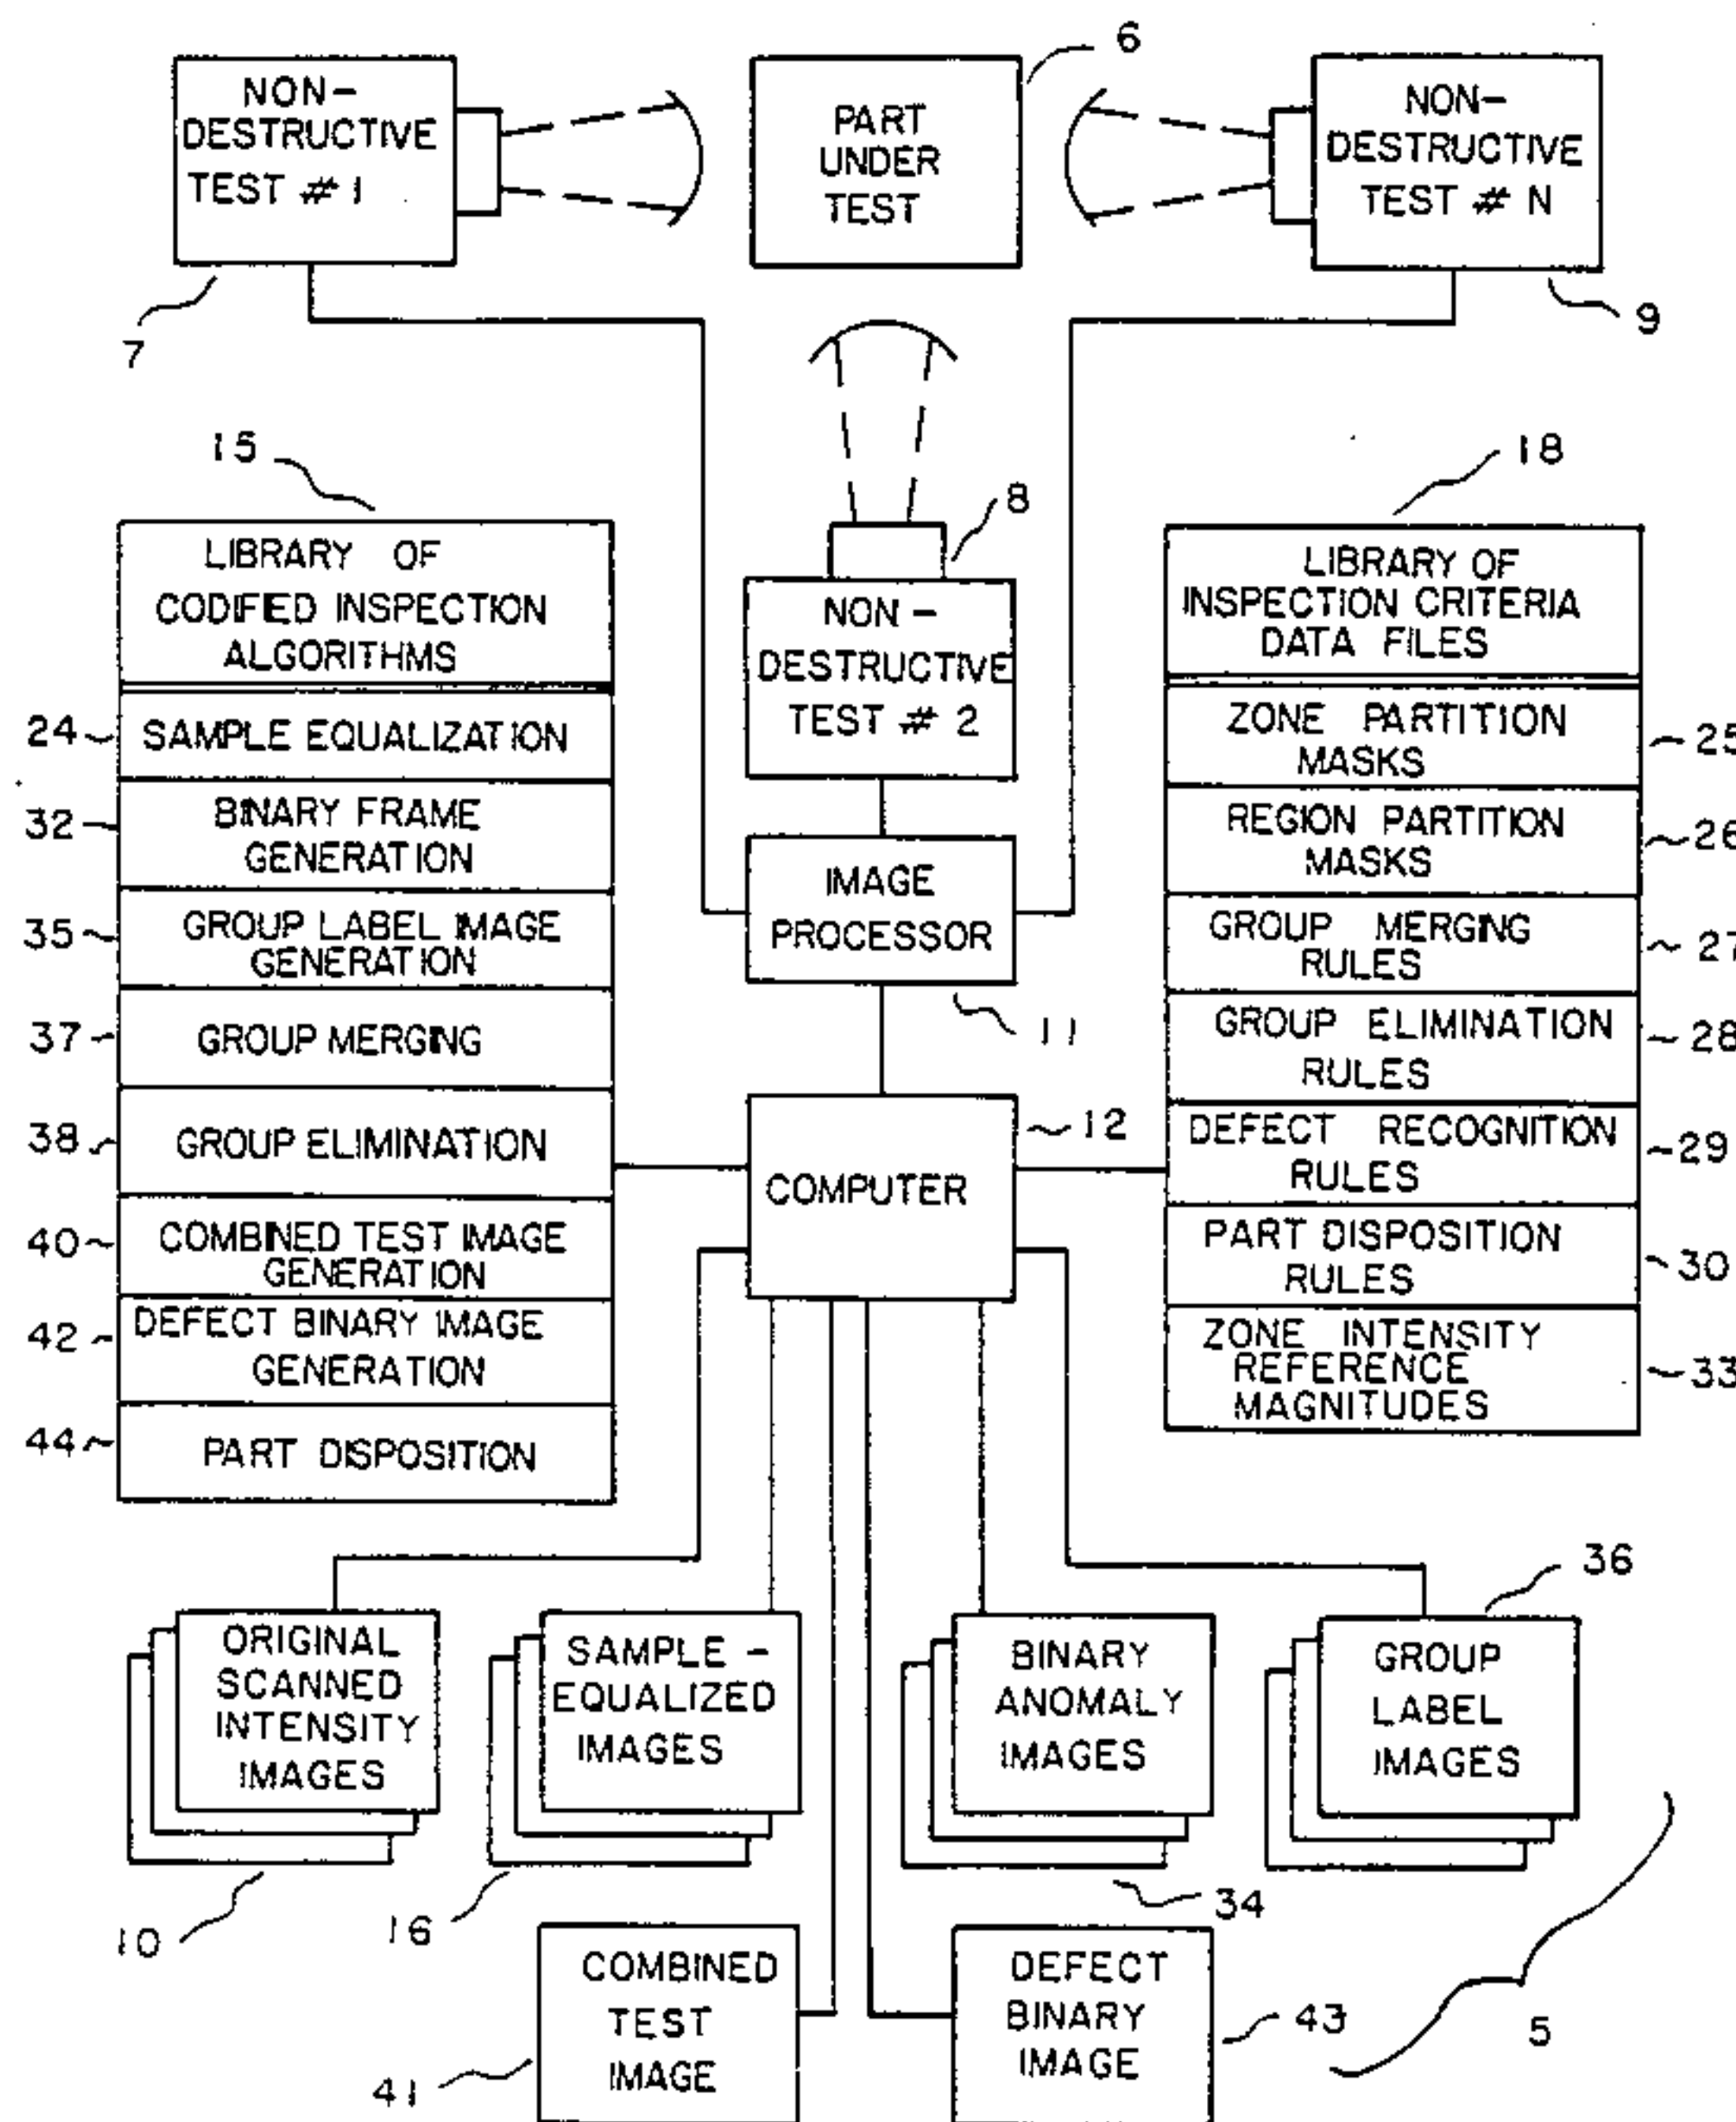 6
NON-
DESTRUCTIVE
TEST # 1
PART
UNDER
TEST
NON-
DESTRUCTIVE
TEST # N
7
9
15
18
8
LIBRARY OF
CODIFIED INSPECTION
ALGORITHMS
24
SAMPLE EQUALIZATION
32
BINARY FRAME
GENERATION
35
GROUP LABEL IMAGE
GENERATION
37
GROUP MERGING
38
GROUP ELIMINATION
40
COMBINED TEST IMAGE
GENERATION
42
DEFECT BINARY IMAGE
GENERATION
44
PART DISPOSITION
NON-
DESTRUCTIVE
TEST # 2
IMAGE
PROCESSOR
11
COMPUTER
12
LIBRARY OF
INSPECTION CRITERIA
DATA FILES
ZONE PARTITION
MASKS
25
REGION PARTITION
MASKS
26
GROUP MERGING
RULES
27
GROUP ELIMINATION
RULES
28
DEFECT RECOGNITION
RULES
29
PART DISPOSITION
RULES
30
ZONE INTENSITY
REFERENCE
MAGNITUDES
33
36
ORIGINAL
SCANNED
INTENSITY
IMAGES
10
SAMPLE -
EQUALIZED
IMAGES
16
BINARY
ANOMALY
IMAGES
34
GROUP
LABEL
IMAGES
COMBINED
TEST
IMAGE
41
DEFECT
BINARY
IMAGE
43
5